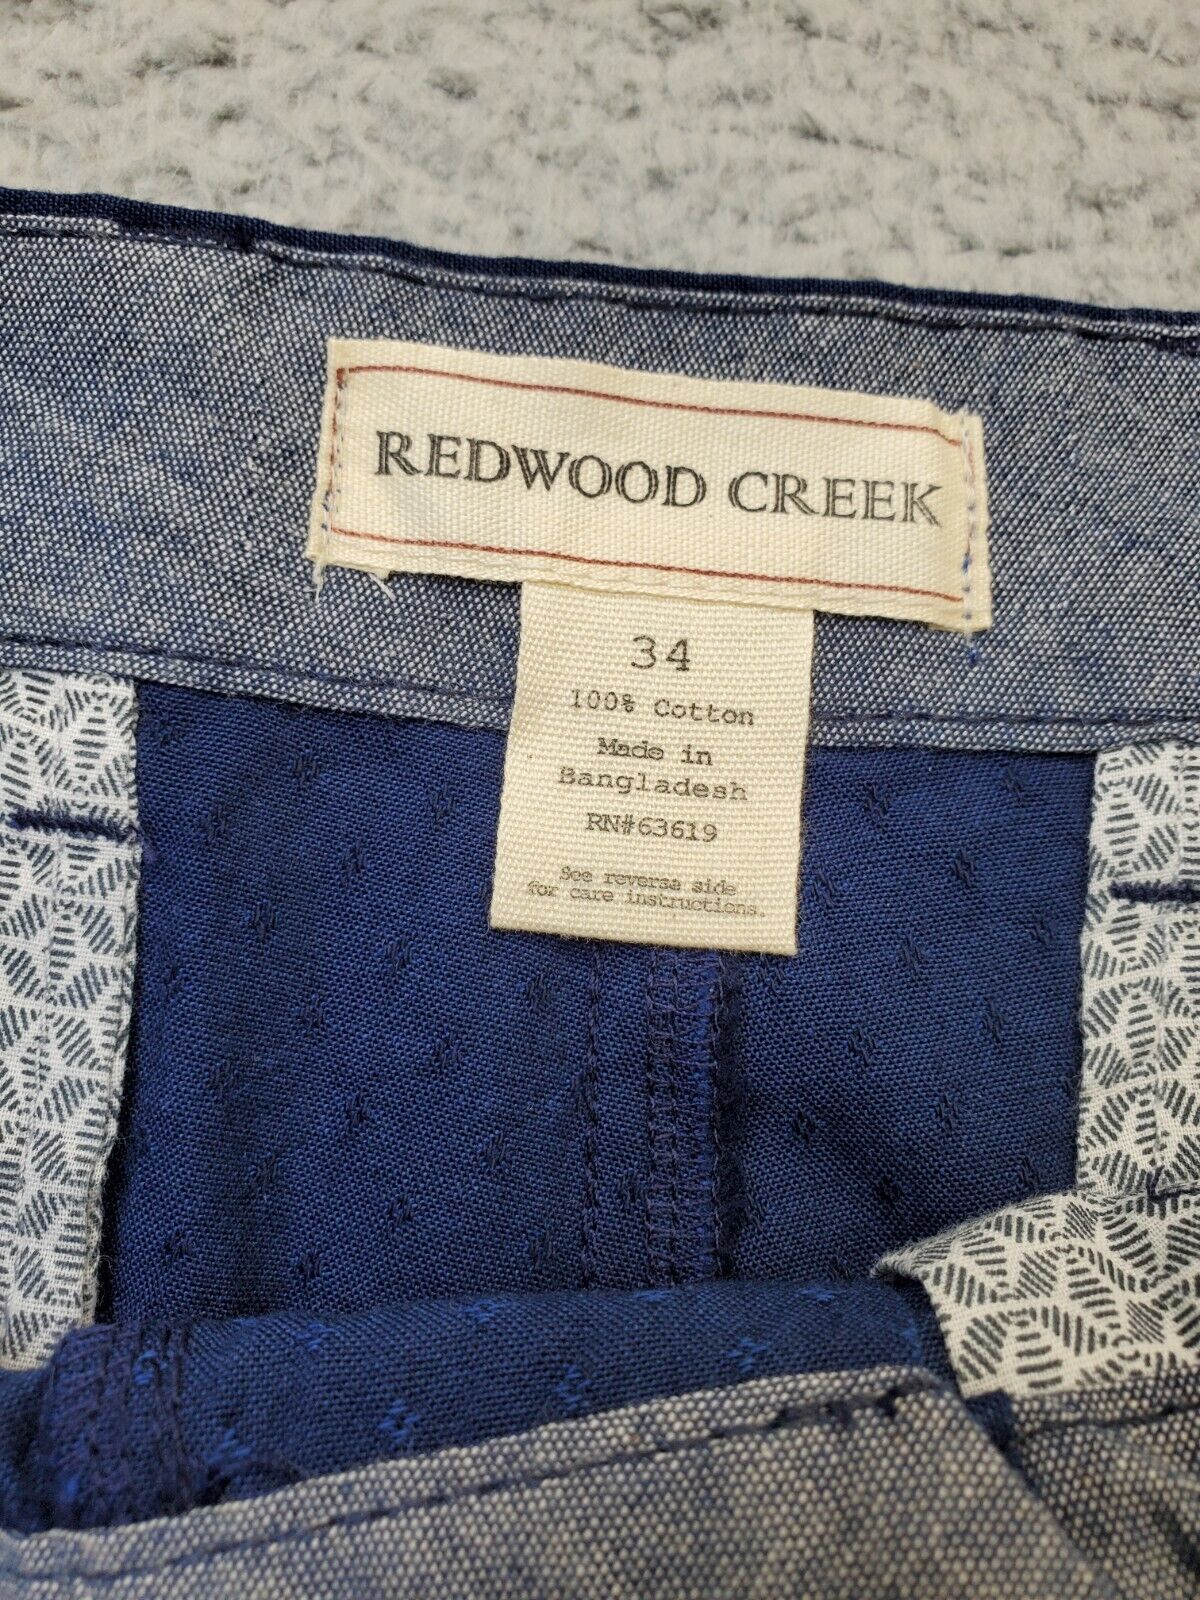 REDWOOD CREEK
34
100% Cotton
Made in
Bangladesh
RN#63619
See reverse side
for care instructions.